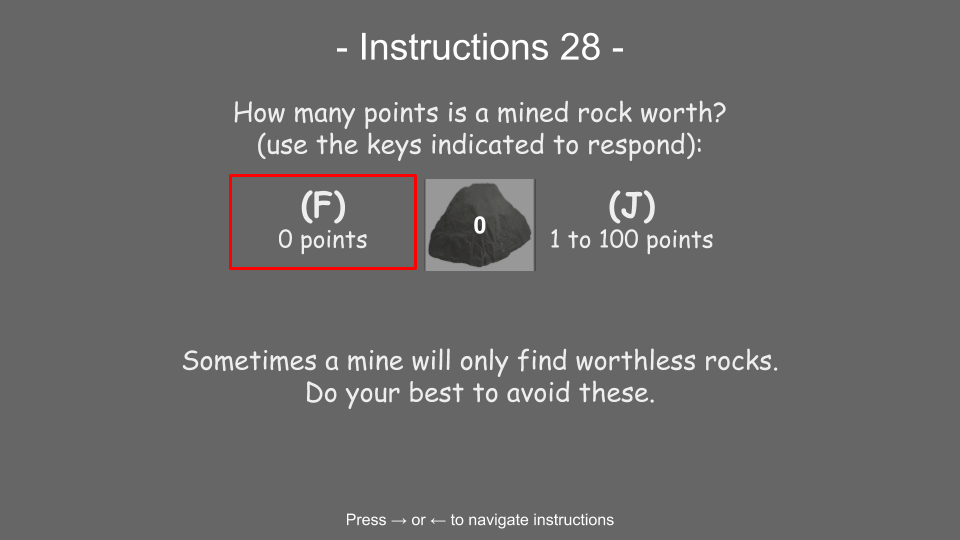 - Instructions 28 -
How many points is a mined rock worth?
(use the keys indicated to respond):
(F)
0 points
0
(J)
1 to 100 points
Sometimes a mine will only find worthless rocks.
Do your best to avoid these.
Press → or ← to navigate instructions